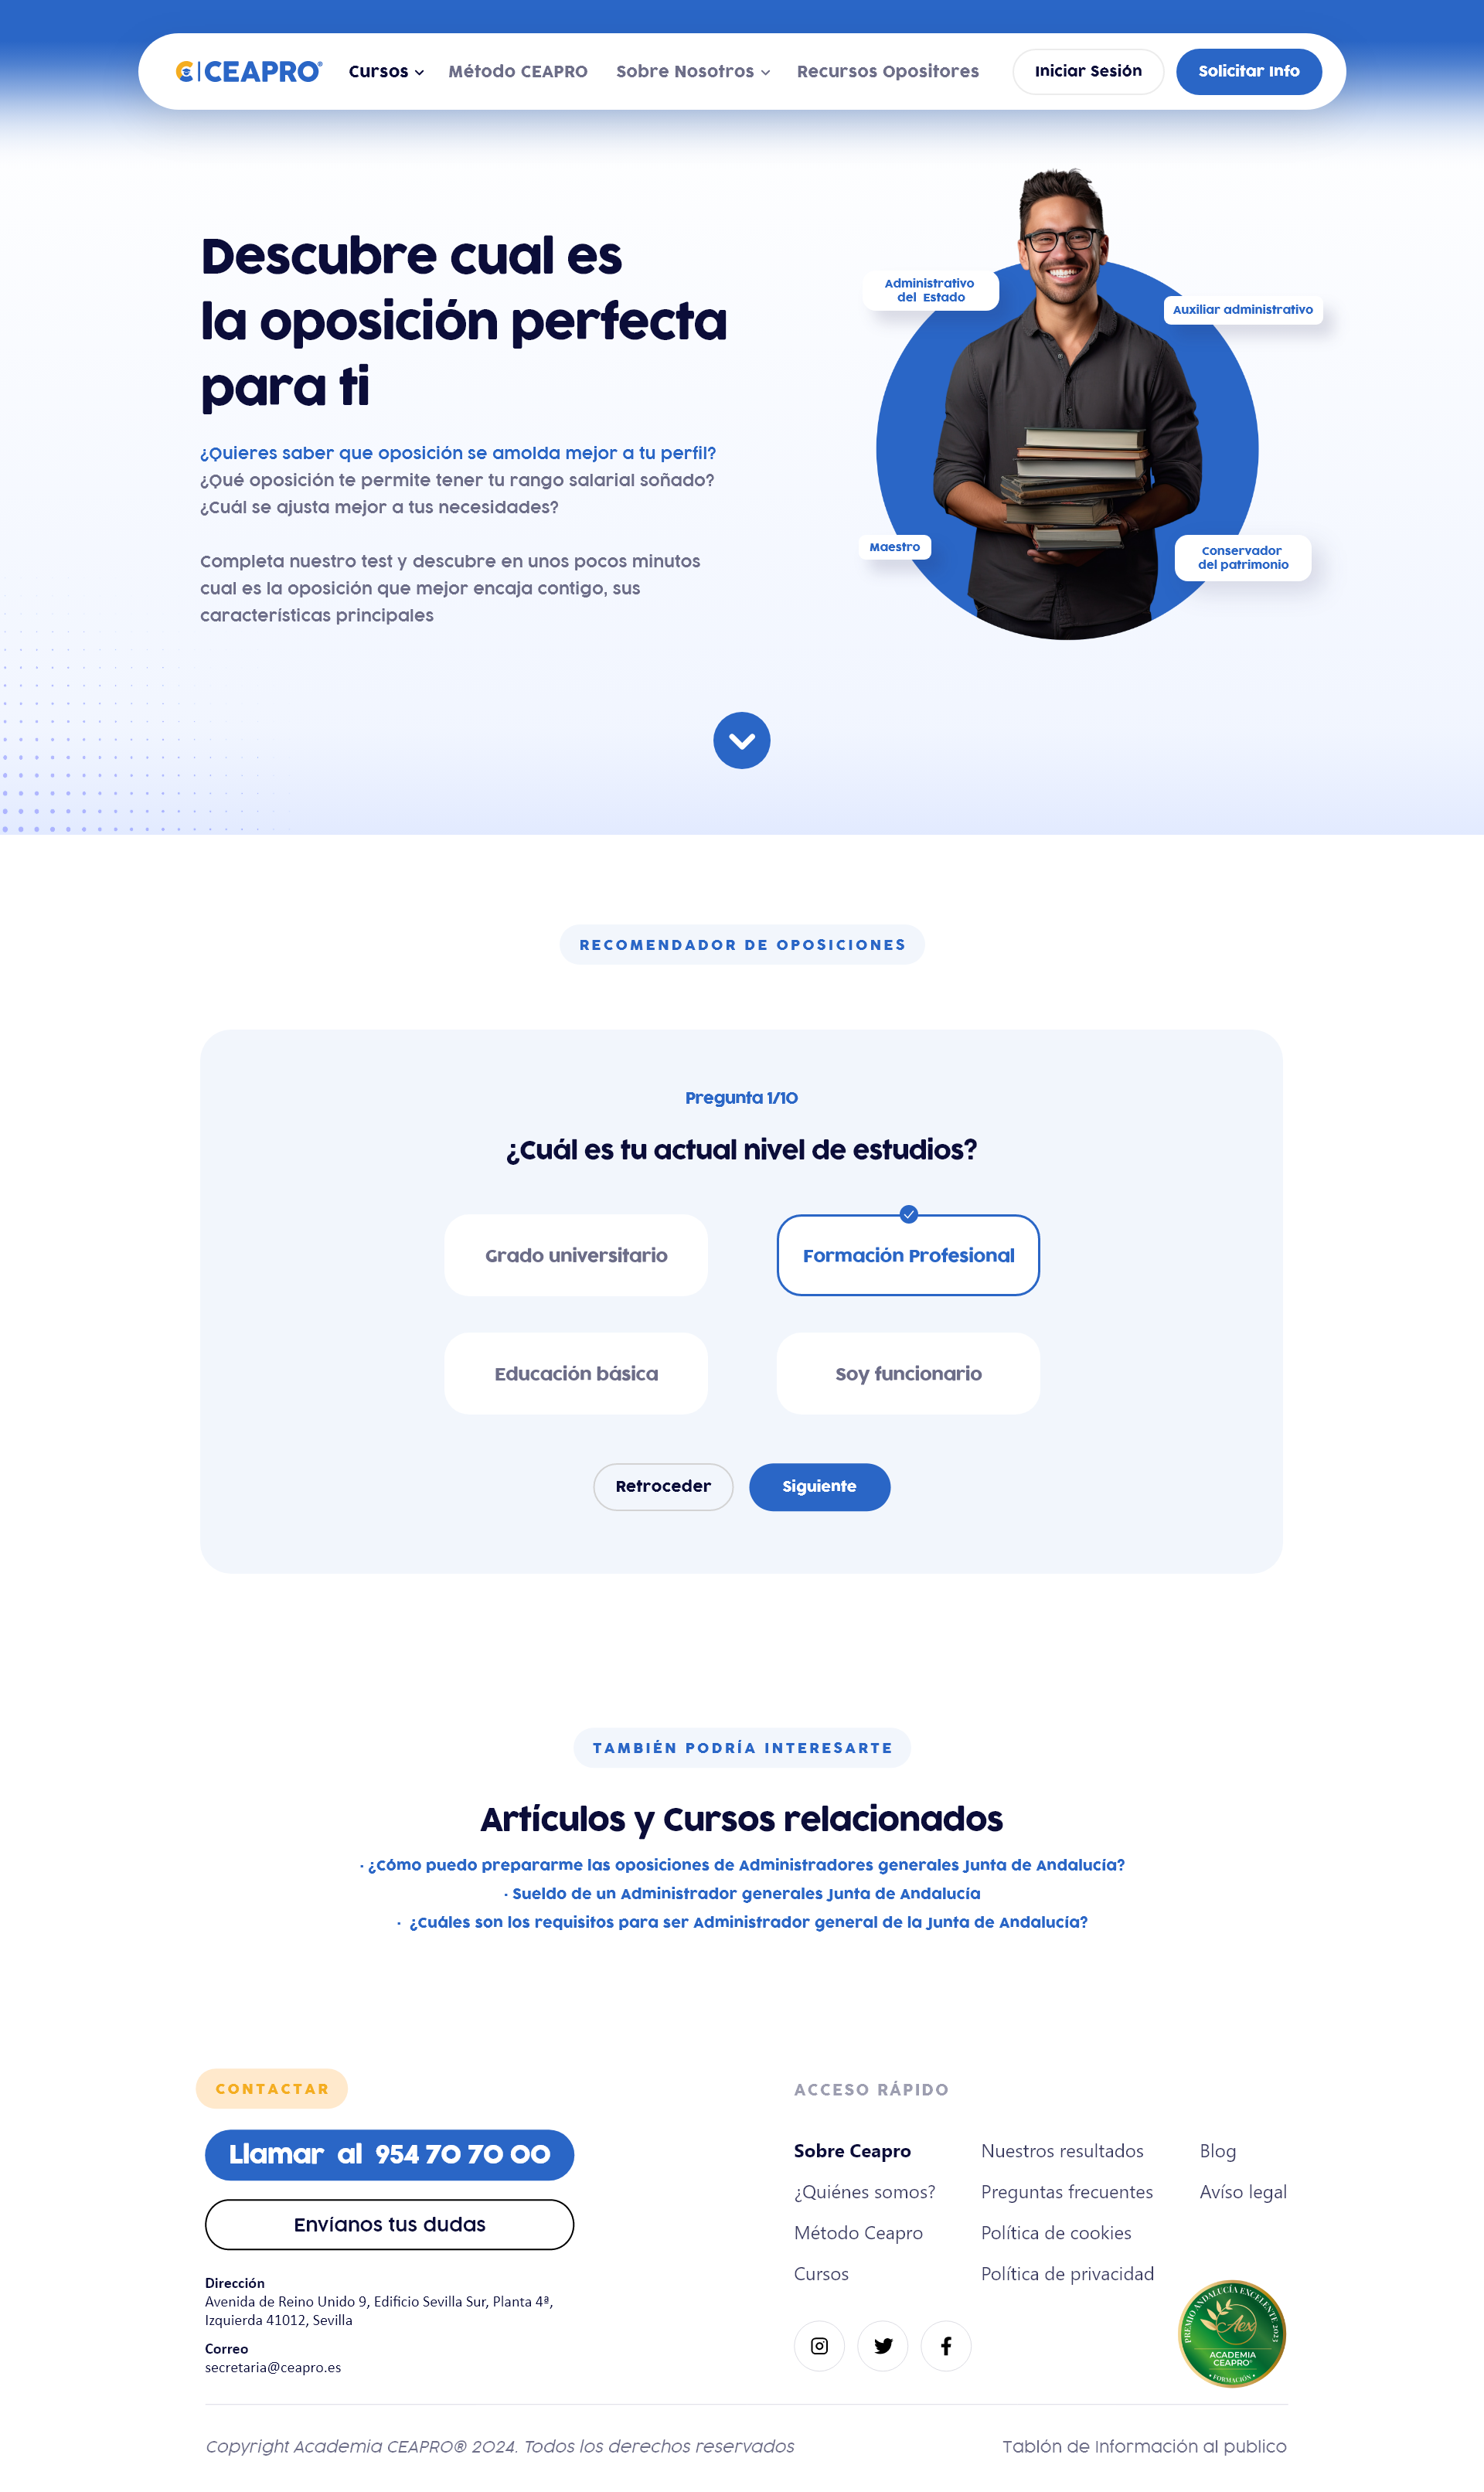 CEAPRO®
Cursos
Método CEAPRO
Sobre Nosotros
Recursos Opositores
Iniciar Sesión
Solicitar Info
Descubre cual es
la oposición perfecta
para ti
¿Quieres saber que oposición se amolda mejor a tu perfil?
¿Qué oposición te permite tener tu rango salarial soñado?
¿Cuál se ajusta mejor a tus necesidades?
Completa nuestro test y descubre en unos pocos minutos
cual es la oposición que mejor encaja contigo, sus
características principales
Administrativo
del Estado
Auxiliar administrativo
Maestro
Conservador
del patrimonio
RECOMENDADOR DE OPOSICIONES
Pregunta 1/10
¿Cuál es tu actual nivel de estudios?
Grado universitario
Formación Profesional
Educación básica
Soy funcionario
Retroceder
Siguiente
TAMBIÉN PODRÍA INTERESARTE
Artículos y Cursos relacionados
· ¿Cómo puedo prepararme las oposiciones de Administradores generales Junta de Andalucía?
· Sueldo de un Administrador generales Junta de Andalucía
· ¿Cuáles son los requisitos para ser Administrador general de la Junta de Andalucía?
CONTACTAR
Llamar al 954 70 70 00
Envíanos tus dudas
Dirección
Avenida de Reino Unido 9, Edificio Sevilla Sur, Planta 4ª,
Izquierda 41012, Sevilla
Correo
secretaria@ceapro.es
ACCESO RÁPIDO
Sobre Ceapro
¿Quiénes somos?
Método Ceapro
Cursos
Nuestros resultados
Preguntas frecuentes
Política de cookies
Política de privacidad
Blog
Avíso legal
PREMIO ANDALUCÍA EXCELENTE 2023
Aex
ACADEMIA
CEAPRO®
• FORMACIÓN •
Copyright Academia CEAPRO® 2024. Todos los derechos reservados
Tablón de Información al publico